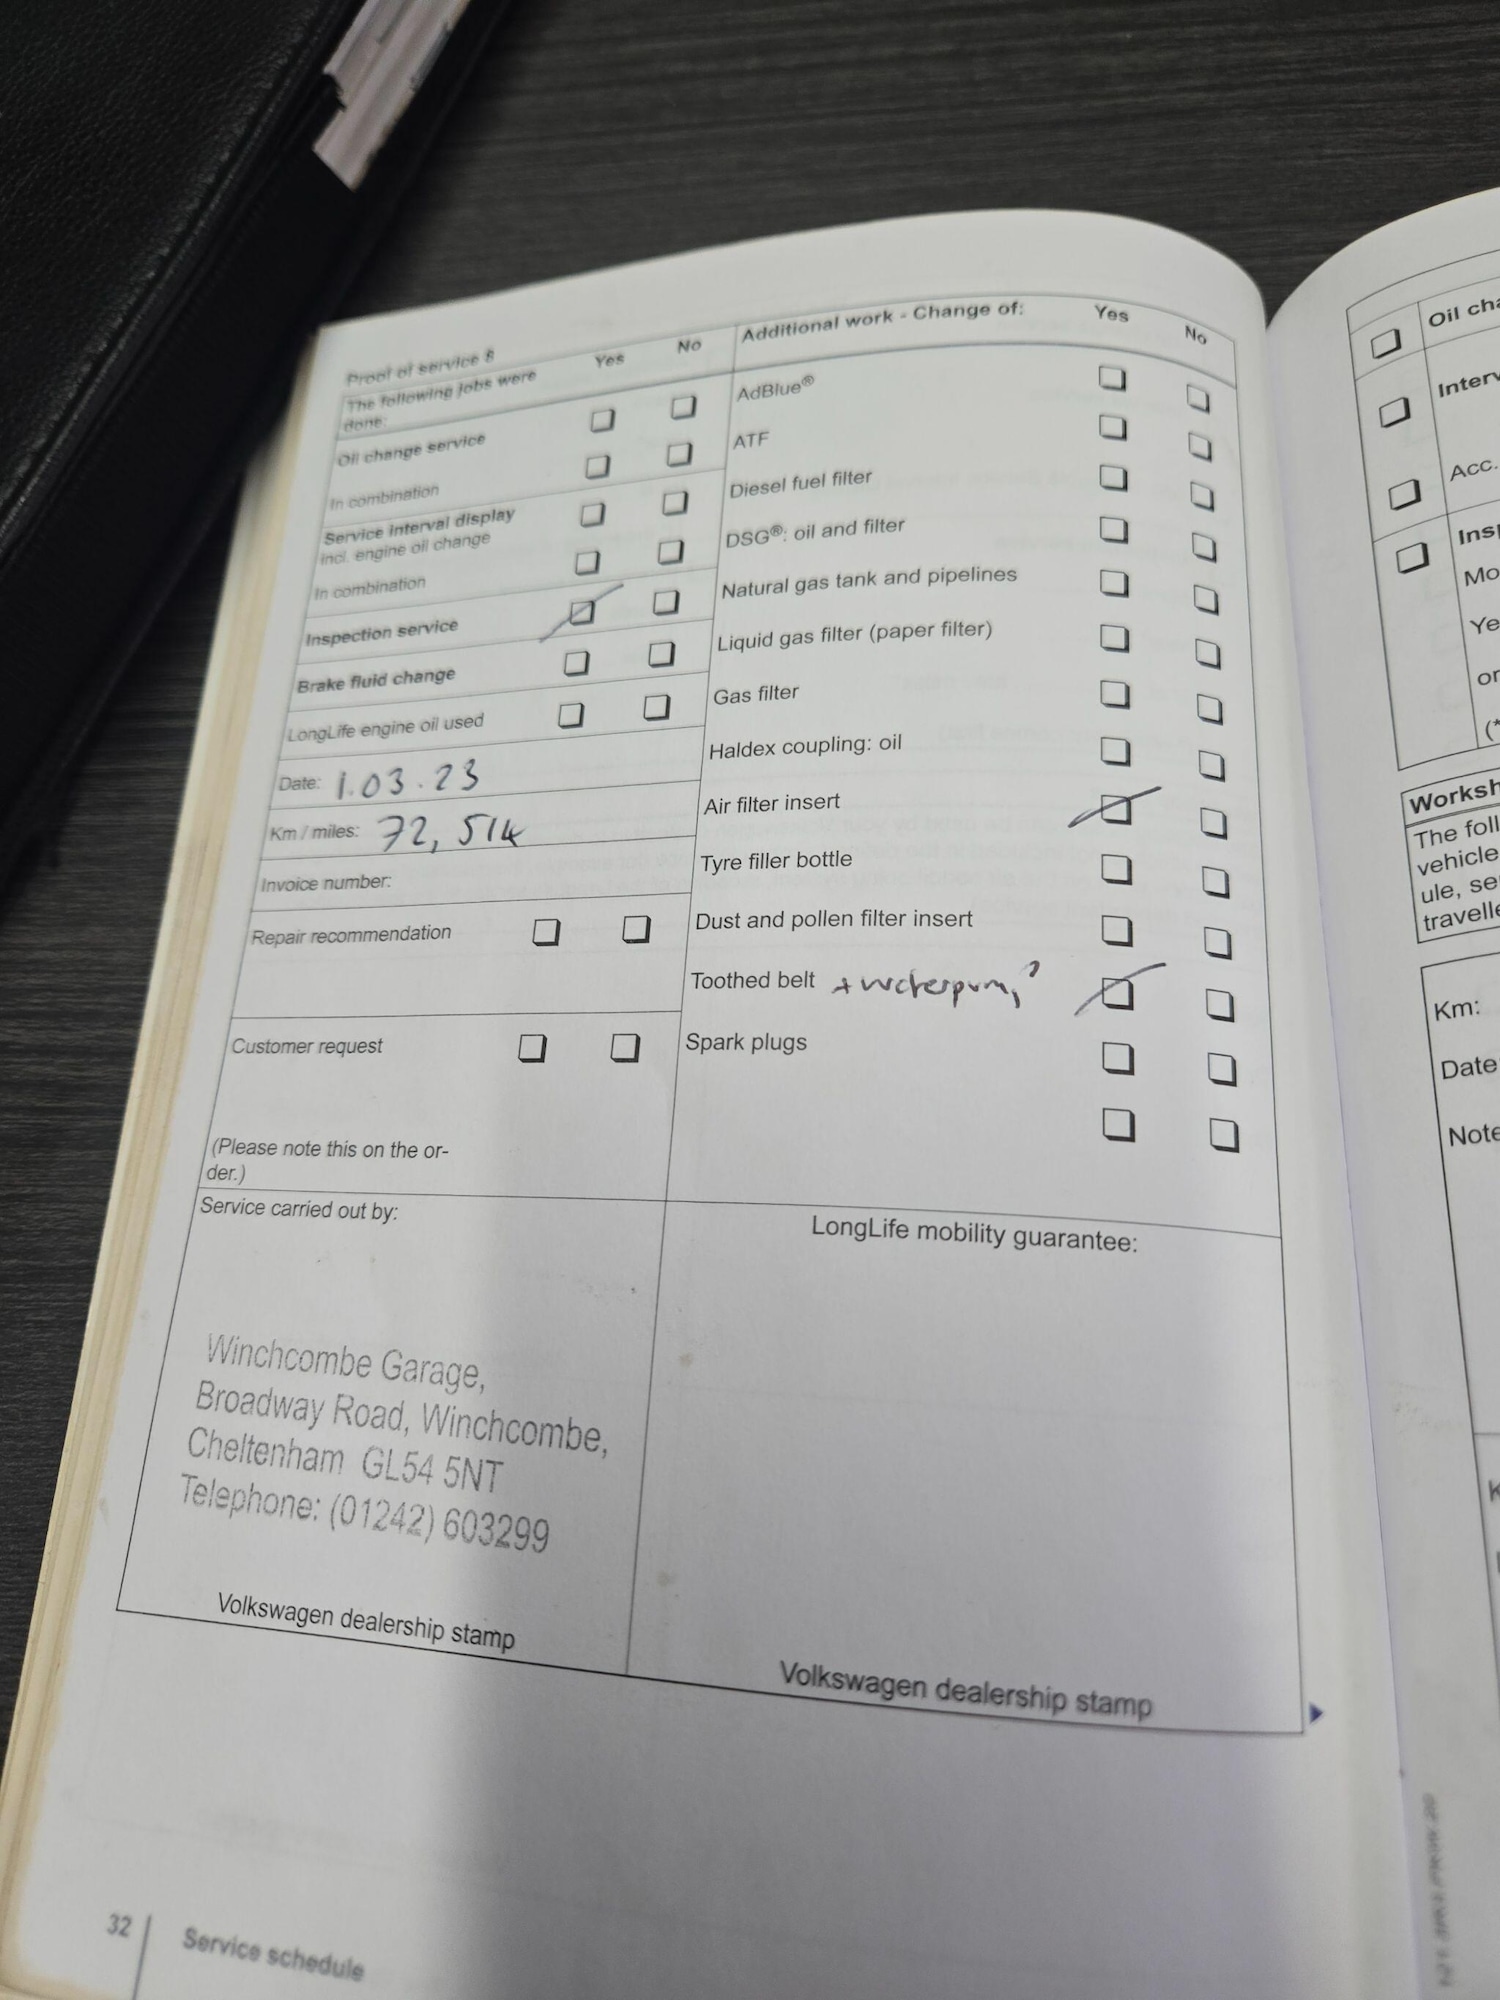 Proof of service 8
The following jobs were
done:
Yes
No
Oil change service
In combination
Service interval display
incl. engine oil change
In combination
Inspection service
Brake fluid change
LongLife engine oil used
Date: 1.03.23
Km / miles: 72,514
Invoice number:
Repair recommendation
Customer request
(Please note this on the or-
der.)
Additional work - Change of:
Yes
No
AdBlue®
ATF
Diesel fuel filter
DSG®: oil and filter
Natural gas tank and pipelines
Liquid gas filter (paper filter)
Gas filter
Haldex coupling: oil
Air filter insert
Tyre filler bottle
Dust and pollen filter insert
Toothed belt + waterpump
Spark plugs
Service carried out by:
Winchcombe Garage,
Broadway Road, Winchcombe,
Cheltenham GL54 5NT
Telephone: (01242) 603299
Volkswagen dealership stamp
LongLife mobility guarantee:
Volkswagen dealership stamp
32
Service schedule
Oil cha
Interv
Acc.
Insp
Mo
Ye
or
(*
Worksh
The foll
vehicle
ule, se
travelle
Km:
Date
Note